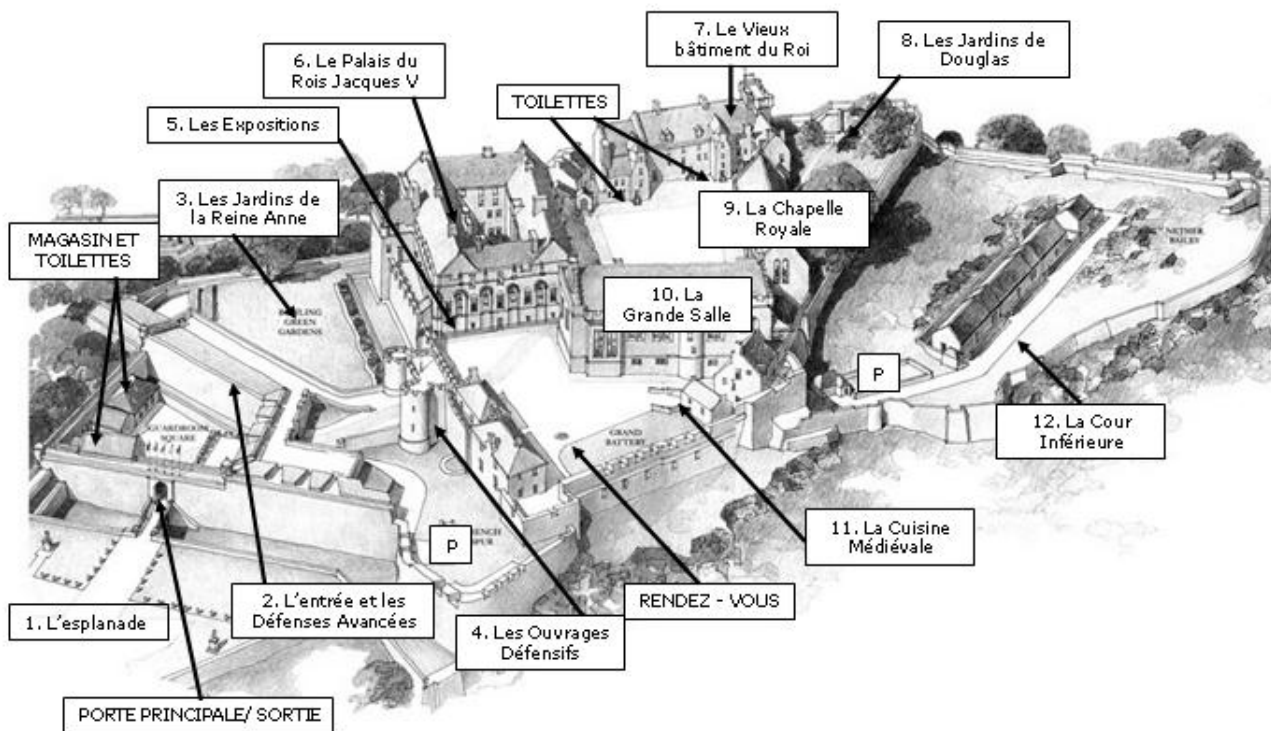 7. Le Vieux
bâtiment du Roi
8. Les Jardins de
Douglas
6. Le Palais du
Rois Jacques V
TOILETTES
5. Les Expositions
3. Les Jardins de
la Reine Anne
9. La Chapelle
Royale
MAGASIN ET
TOILETTES
NETHER
BAILEY
10. La
Grande Salle
BOWLING
GREEN
GARDENS
P
12. La Cour
Inférieure
GUARDROOM
SQUARE
GRAND
BATTERY
11. La Cuisine
Médiévale
P
RENDEZ - VOUS
1. L'esplanade
2. L'entrée et les
Défenses Avancées
4. Les Ouvrages
Défensifs
PORTE PRINCIPALE/ SORTIE